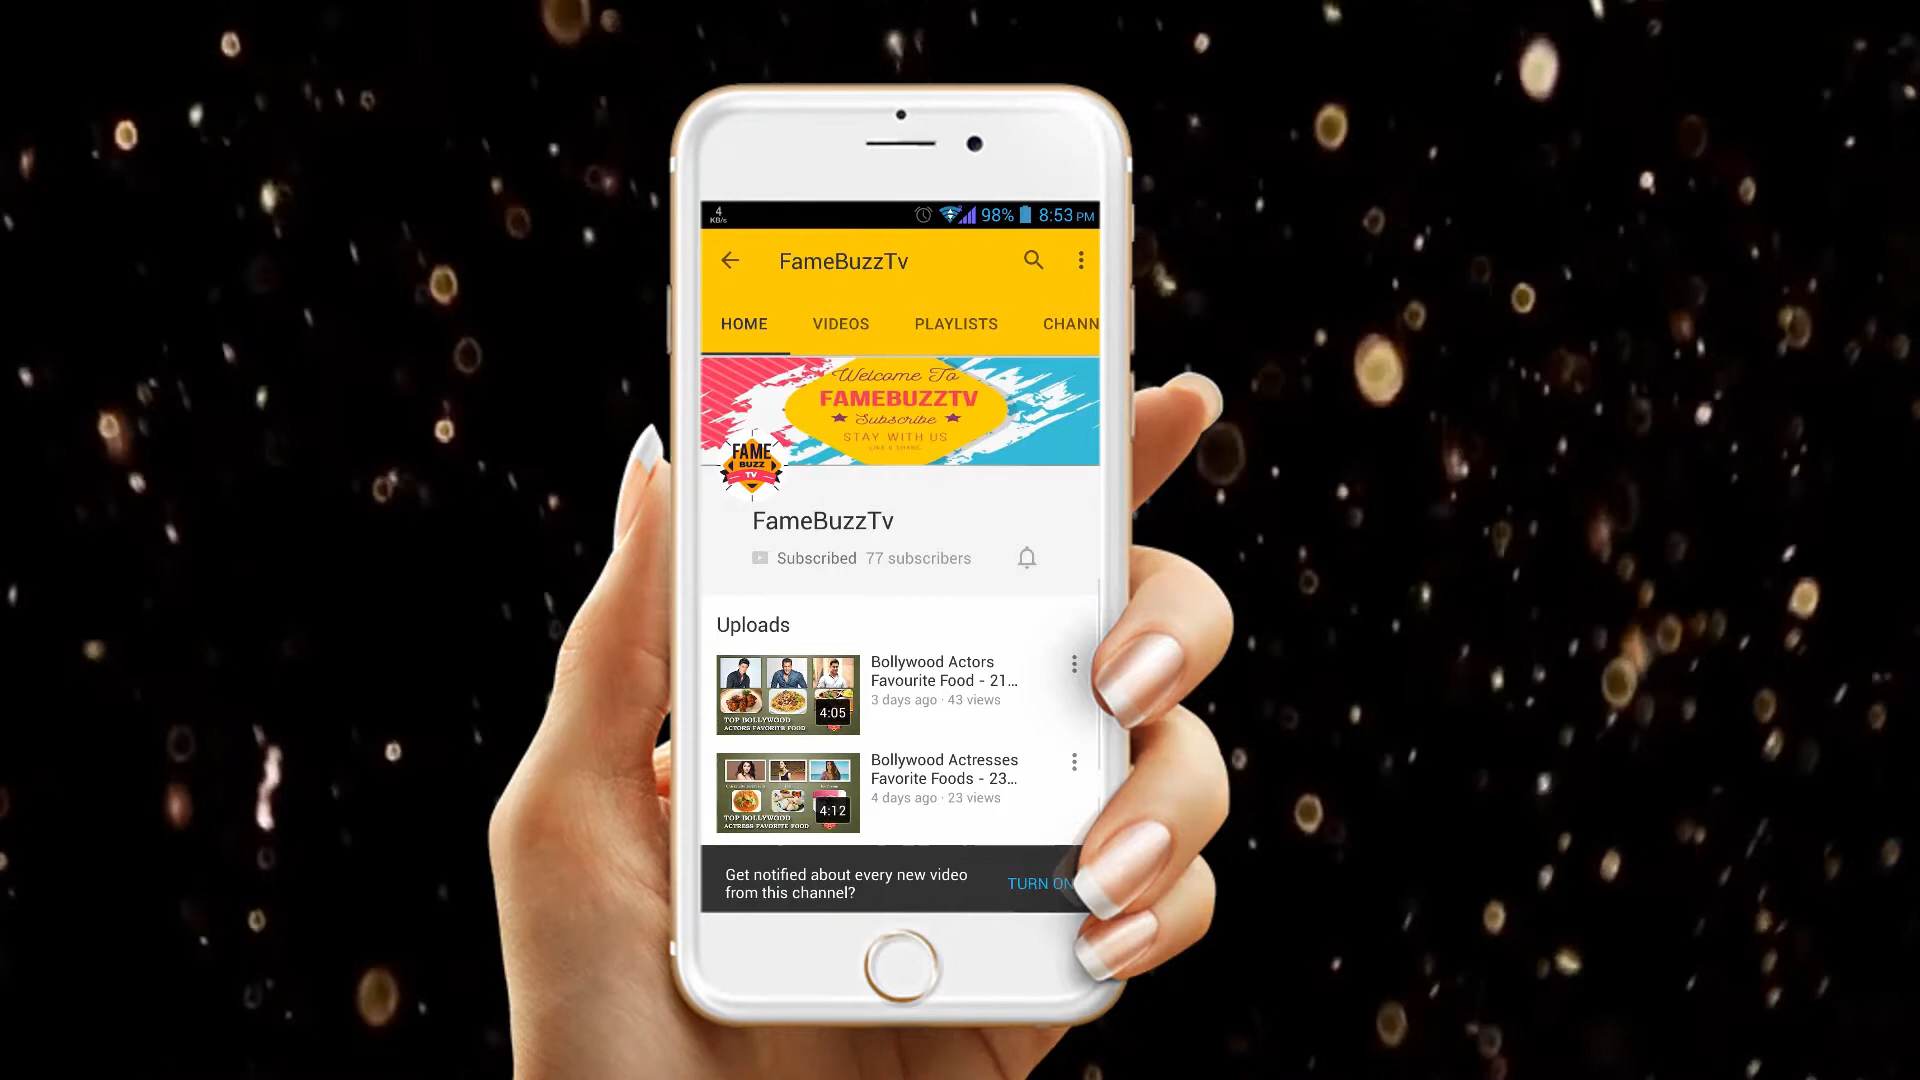 4
KB/s
98%
8:53 PM
FameBuzzTv
HOME
VIDEOS
PLAYLISTS
CHANN
Welcome To
FAMEBUZZTV
Subscribe
STAY WITH US
LIKE & SHARE
FAME
BUZZ
TV
FameBuzzTv
Subscribed 77 subscribers
Uploads
Bollywood Actors
Favourite Food - 21...
3 days ago · 43 views
4:05
TOP BOLLYWOOD
ACTORS FAVORITE FOOD
Bollywood Actresses
Favorite Foods - 23...
4 days ago · 23 views
4:12
TOP BOLLYWOOD
ACTRESS FAVORITE FOOD
Get notified about every new video
from this channel?
TURN ON